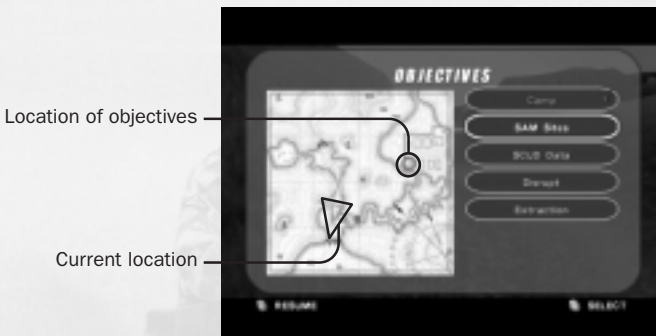 OBJECTIVES
Location of objectives
Camp
SAM Sites
SCUD Data
Disrupt
Extraction
Current location
RESUME
SELECT